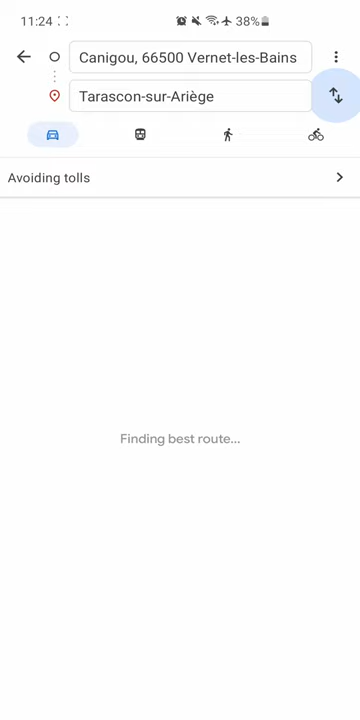 11:24
38%
Canigou, 66500 Vernet-les-Bains
Tarascon-sur-Ariège
Avoiding tolls
Finding best route...